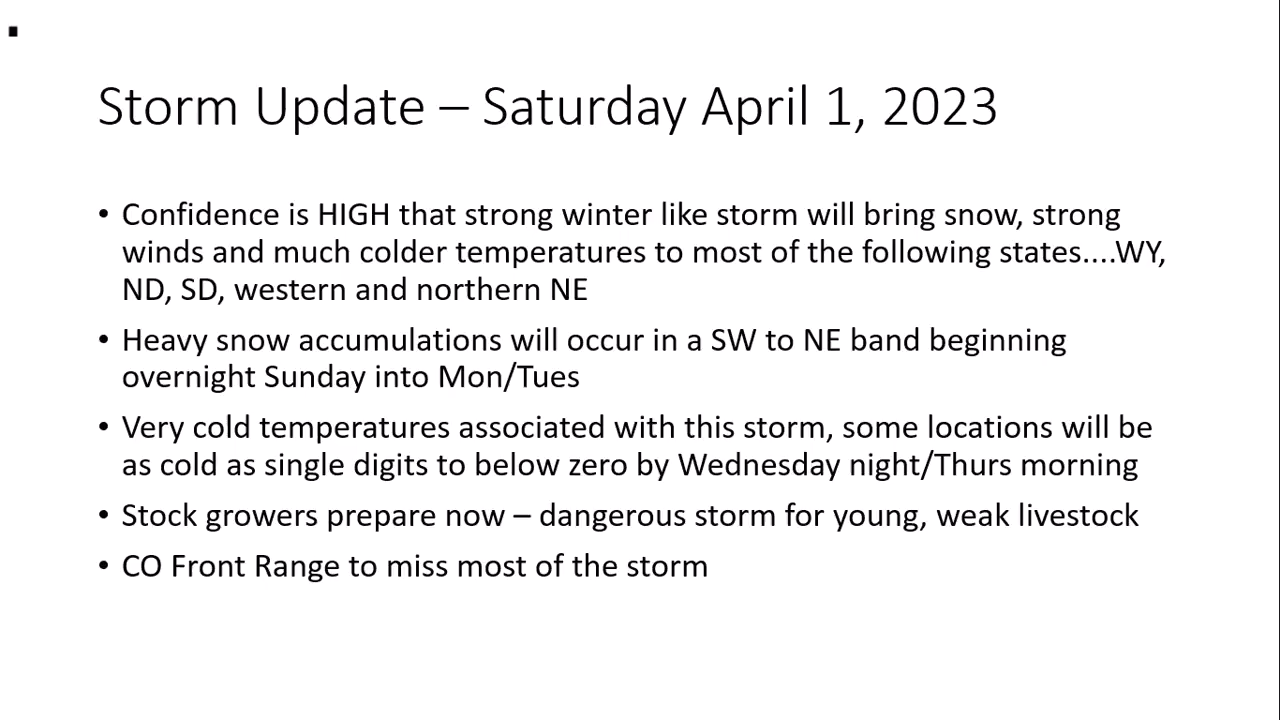 Storm Update – Saturday April 1, 2023
• Confidence is HIGH that strong winter like storm will bring snow, strong
winds and much colder temperatures to most of the following states....WY,
ND, SD, western and northern NE
• Heavy snow accumulations will occur in a SW to NE band beginning
overnight Sunday into Mon/Tues
• Very cold temperatures associated with this storm, some locations will be
as cold as single digits to below zero by Wednesday night/Thurs morning
• Stock growers prepare now – dangerous storm for young, weak livestock
• CO Front Range to miss most of the storm